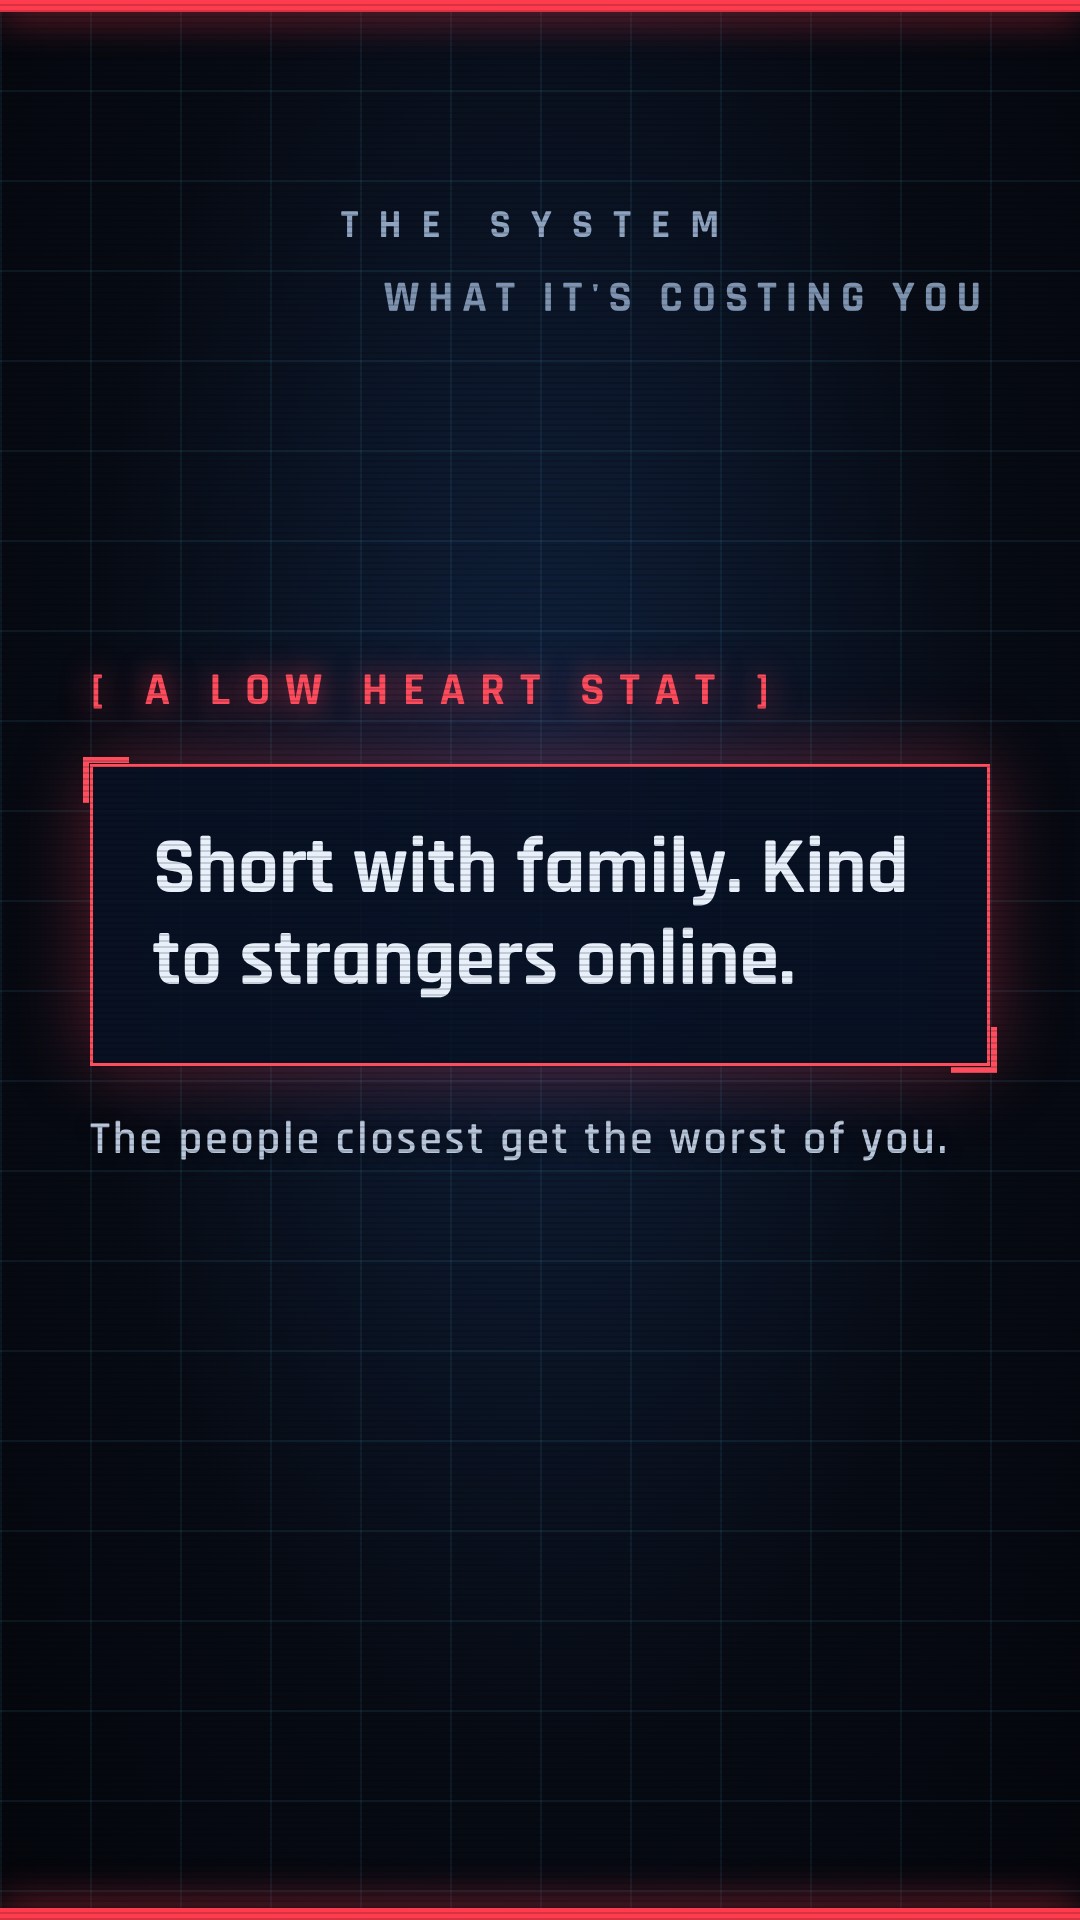 THE SYSTEM
WHAT IT'S COSTING YOU
[ A LOW HEART STAT ]
Short with family. Kind
to strangers online.
The people closest get the worst of you.